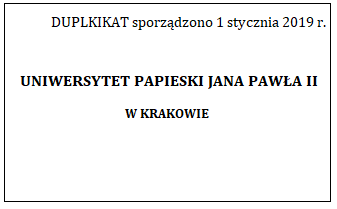 DUPLKIKAT sporządzono 1 stycznia 2019 r.
UNIWERSYTET PAPIESKI JANA PAWŁA II
W KRAKOWIE